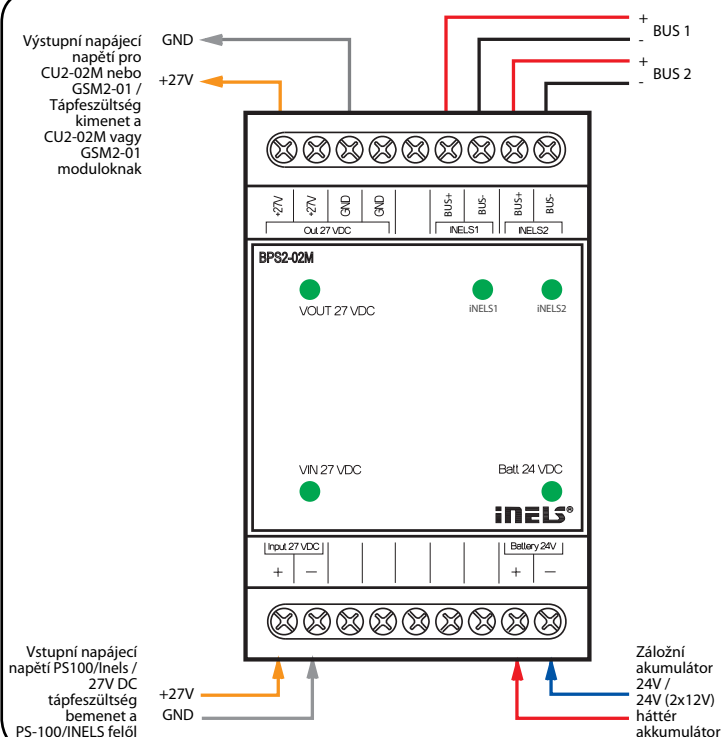 Výstupní napájecí
napětí pro
CU2-02M nebo
GSM2-01 /
Tápfeszültség
kimenet a
CU2-02M vagy
GSM2-01
moduloknak
GND
+27V
+
BUS 1
-
+
BUS 2
-
+27V
+27V
GND
GND
BUS+
BUS-
BUS+
BUS-
Out 27 VDC
INELS1
INELS2
BPS2-02M
VOUT 27 VDC
iNELS1
iNELS2
VIN 27 VDC
Batt 24 VDC
iNELS®
Input 27 VDC
Battery 24V
+
—
+
—
Vstupní napájecí
napětí PS100/Inels /
27V DC
tápfeszültség
bemenet a
PS-100/INELS felől
+27V
GND
Záložní
akumulátor
24V /
24V (2x12V)
háttér
akkumulátor